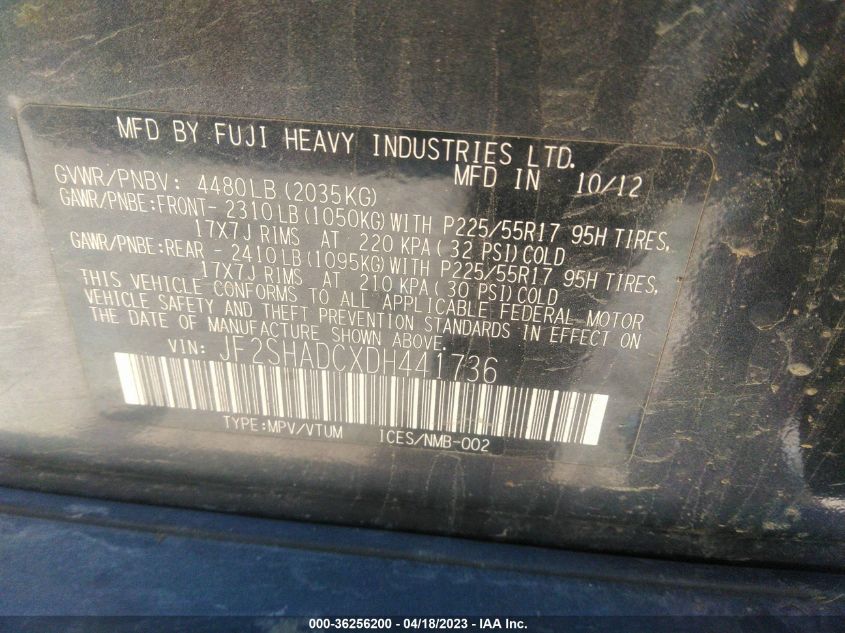 MFD BY FUJI HEAVY INDUSTRIES LTD.
MFD IN 10/12
GVWR/PNBV: 4480LB(2035KG)
GAWR/PNBE:FRONT- 2310LB(1050KG)WITH P225/55R17 95H TIRES,
17X7J RIMS AT 220 KPA(32 PSI)COLD
GAWR/PNBE:REAR - 2410LB(1095KG)WITH P225/55R17 95H TIRES,
17X7J RIMS AT 210 KPA(30 PSI)COLD
THIS VEHICLE CONFORMS TO ALL APPLICABLE FEDERAL MOTOR
VEHICLE SAFETY AND THEFT PREVENTION STANDARDS IN EFFECT ON
THE DATE OF MANUFACTURE SHOWN ABOVE.
VIN: JF2SHADCXDH441736
TYPE:MPV/VTUM ICES/NMB-002
000-36256200 - 04/18/2023 - IAA Inc.